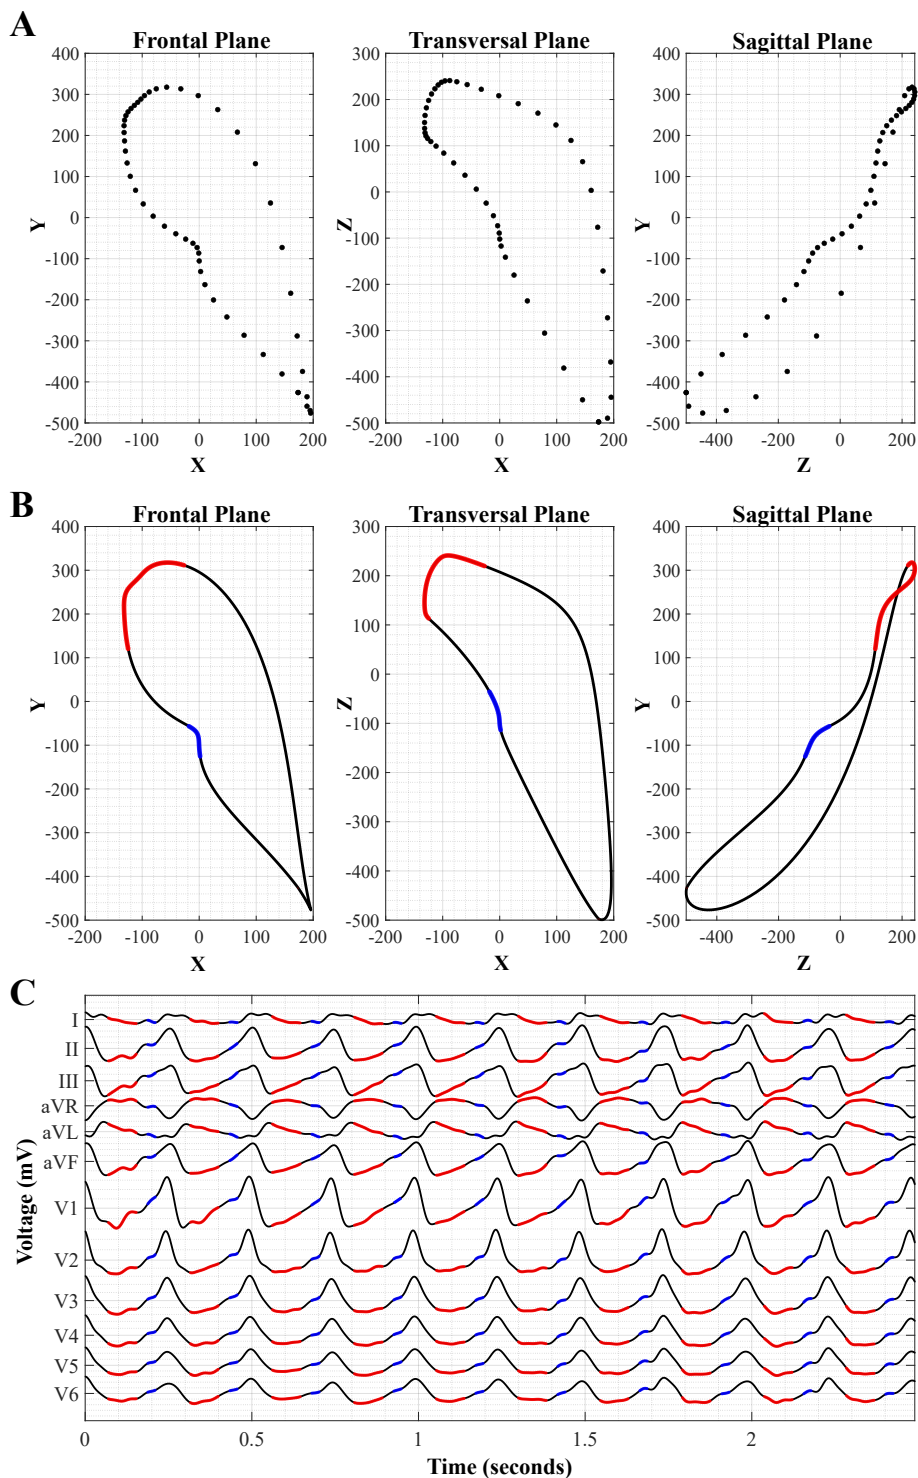 A
Frontal Plane
Transversal Plane
Sagittal Plane
400
300
200
100
0
-100
-200
-300
-400
-500
Y
-200 -100 0 100 200
X
300
200
100
0
-100
-200
-300
-400
-500
Z
-200 -100 0 100 200
X
400
300
200
100
0
-100
-200
-300
-400
-500
Y
-400 -200 0 200
Z
B
Frontal Plane
Transversal Plane
Sagittal Plane
400
300
200
100
0
-100
-200
-300
-400
-500
Y
-200 -100 0 100 200
X
300
200
100
0
-100
-200
-300
-400
-500
Z
-200 -100 0 100 200
X
400
300
200
100
0
-100
-200
-300
-400
-500
Y
-400 -200 0 200
Z
C
Voltage (mV)
I
II
III
aVR
aVL
aVF
V1
V2
V3
V4
V5
V6
0 0.5 1 1.5 2
Time (seconds)